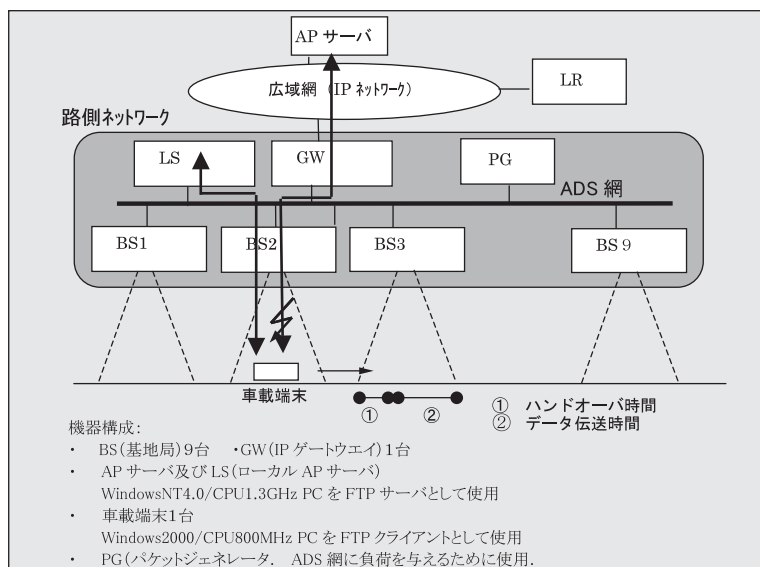 AP サーバ
広域網（IP ネットワーク）
LR
路側ネットワーク
LS
GW
PG
ADS 網
BS1
BS2
BS3
BS 9
車載端末
①
②
① ハンドオーバ時間
② データ伝送時間
機器構成：
・ BS(基地局)９台 ・GW(IP ゲートウエイ)１台
・ AP サーバ及び LS(ローカル AP サーバ)
WindowsNT4.0/CPU1.3GHz PC を FTP サーバとして使用
・ 車載端末１台
Windows2000/CPU800MHz PC を FTP クライアントとして使用
・ PG(パケットジェネレータ． ADS 網に負荷を与えるために使用．